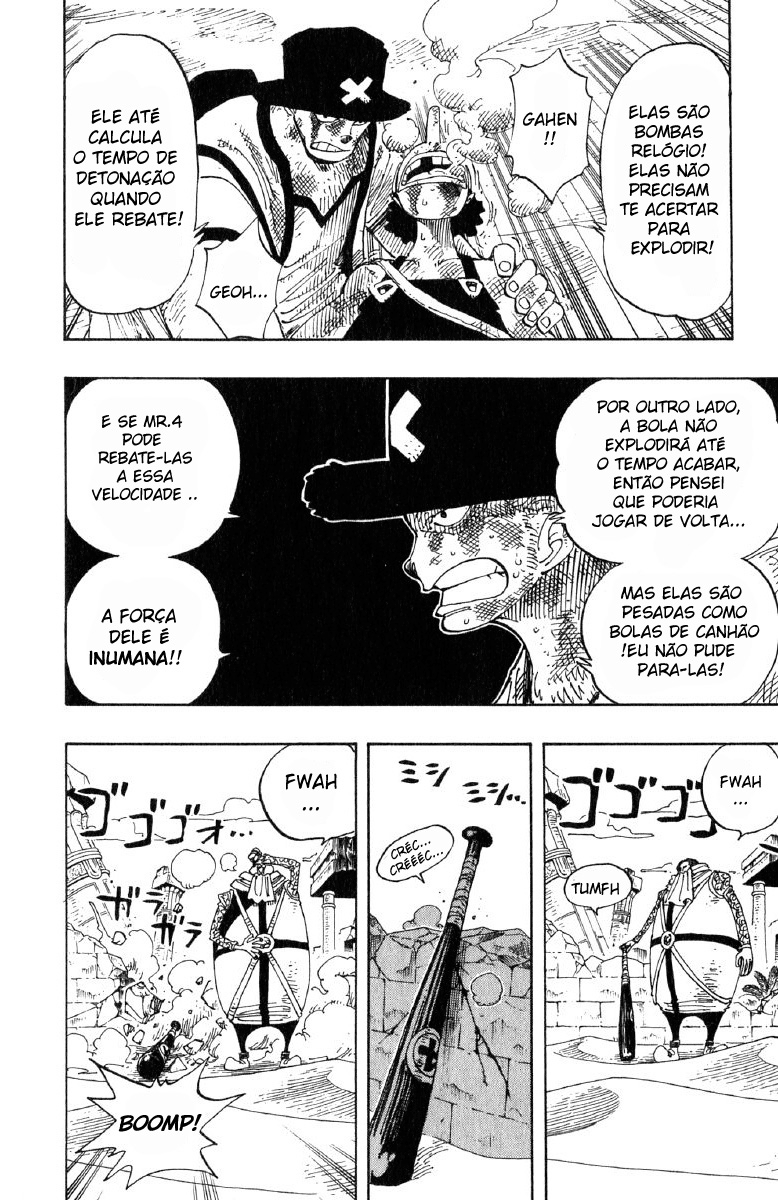 ELAS SÃO
BOMBAS
RELÓGIO!
ELAS NÃO
PRECISAM
TE ACERTAR
PARA
EXPLODIR!
GAHEN
!!
ELE ATÉ
CALCULA
O TEMPO DE
DETONAÇÃO
QUANDO
ELE REBATE!
GEOH...
POR OUTRO LADO,
A BOLA NÃO
EXPLODIRÁ ATÉ
O TEMPO ACABAR,
ENTÃO PENSEI
QUE PODERIA
JOGAR DE VOLTA...
MAS ELAS SÃO
PESADAS COMO
BOLAS DE CANHÃO
!EU NÃO PUDE
PARA-LAS!
E SE MR.4
PODE
REBATE-LAS
A ESSA
VELOCIDADE ..
A FORÇA
DELE É
INUMANA!!
FWAH
...
ゴゴゴゴ
TUMFH
ミシミシ...
CRÉC...
CRÉÉÉC...
FWAH
...
ゴゴゴゴォ...
ガラガラ
BOOMP!